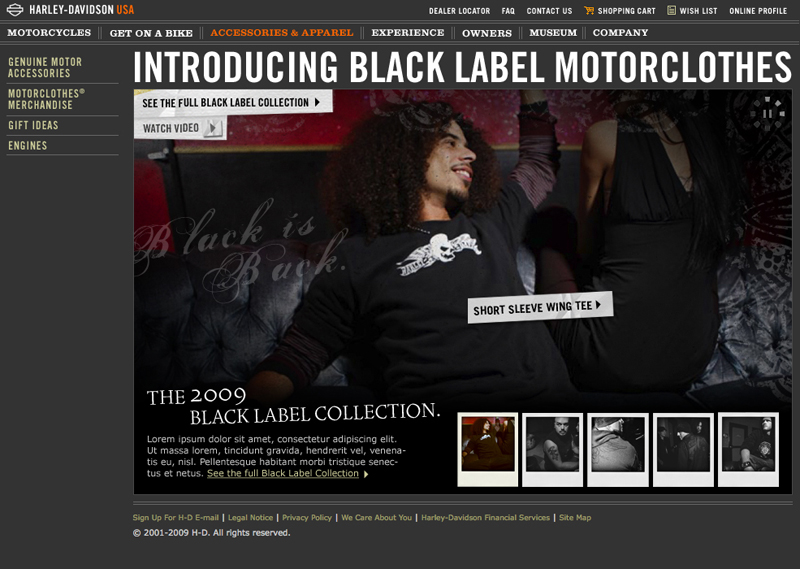 HARLEY-DAVIDSON USA
DEALER LOCATOR FAQ CONTACT US SHOPPING CART WISH LIST ONLINE PROFILE
MOTORCYCLES GET ON A BIKE ACCESSORIES & APPAREL EXPERIENCE OWNERS MUSEUM COMPANY
GENUINE MOTOR
ACCESSORIES
MOTORCLOTHES®
MERCHANDISE
GIFT IDEAS
ENGINES
INTRODUCING BLACK LABEL MOTORCLOTHES
SEE THE FULL BLACK LABEL COLLECTION
WATCH VIDEO
Black is
Back.
SHORT SLEEVE WING TEE
THE 2009
BLACK LABEL COLLECTION.
Lorem ipsum dolor sit amet, consectetur adipiscing elit.
Ut massa lorem, tincidunt gravida, hendrerit vel, venena-
tis eu, nisl. Pellentesque habitant morbi tristique senec-
tus et netus. See the full Black Label Collection
Sign Up For H-D E-mail | Legal Notice | Privacy Policy | We Care About You | Harley-Davidson Financial Services | Site Map
© 2001-2009 H-D. All rights reserved.